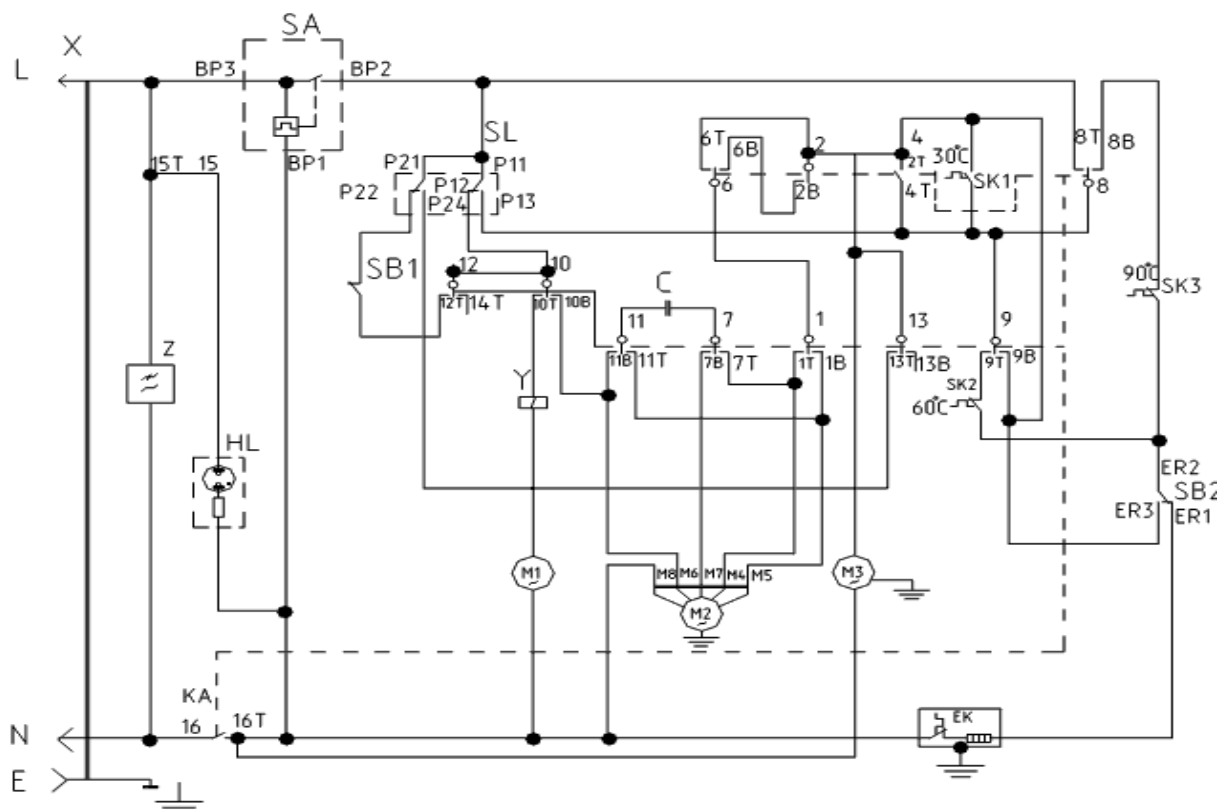 X SA
L BP3 BP2
SL 6T 6B 2 4 8T 8B
15T 15 BP1 P21 P11 2T 30°C
P22 P12 6 2B 4T SK1 8
P24 P13
SB1 12 10 90°C SK3
12T 14T 10T 10B C
11 7 1 13 9
11B 11T 7B 7T 1T 1B 13T 13B 9T 9B
Z Y SK2
60°C
HL
ER2
SB2
ER3 ER1
M1 M8 M6 M7 M4 M5 M3
M2
KA
16 16T EK
N
E